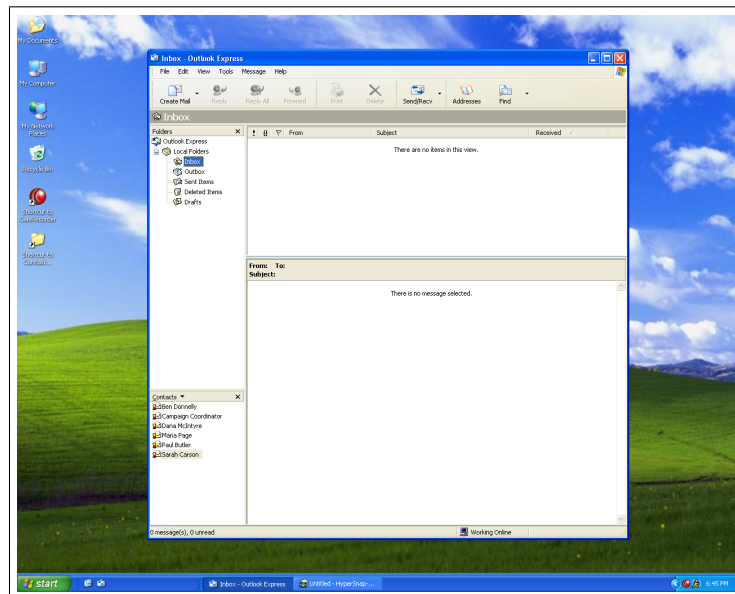 My Documents
My Computer
My Network
Places
Recycle Bin
Shortcut to
CamRecorder
Shortcut to
Inbox - Outlook Express
File Edit View Tools Message Help
Create Mail Reply Reply All Forward Print Delete Send/Recv Addresses Find
Inbox
Folders
Outlook Express
Local Folders
Inbox
Outbox
Sent Items
Deleted Items
Drafts
! From Subject Received
There are no items in this view.
From: To:
Subject:
There is no message selected.
Contacts
Ben Donnelly
Campaign Coordinator
Dana McIntyre
Maria Page
Paul Butler
Sarah Carson
0 message(s), 0 unread
Working Online
start
Inbox - Outlook Express
Untitled - HyperSnap-...
6:45 PM